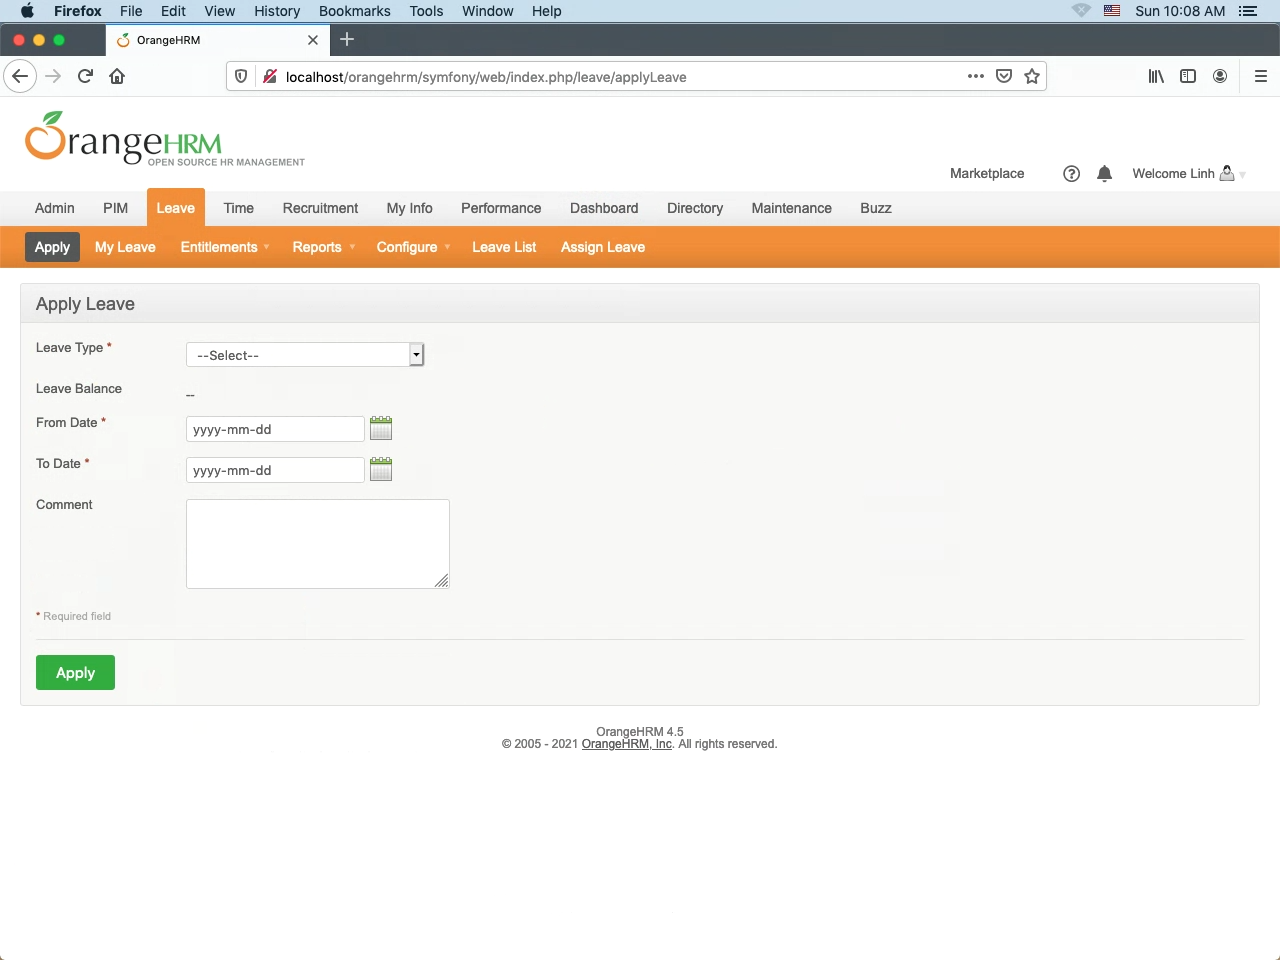 Firefox File Edit View History Bookmarks Tools Window Help Sun 10:08 AM
OrangeHRM
localhost/orangehrm/symfony/web/index.php/leave/applyLeave
OrangeHRM
OPEN SOURCE HR MANAGEMENT
Marketplace Welcome Linh
Admin PIM Leave Time Recruitment My Info Performance Dashboard Directory Maintenance Buzz
Apply My Leave Entitlements Reports Configure Leave List Assign Leave
Apply Leave
Leave Type * --Select--
Leave Balance --
From Date * yyyy-mm-dd
To Date * yyyy-mm-dd
Comment
* Required field
Apply
OrangeHRM 4.5
© 2005 - 2021 OrangeHRM, Inc. All rights reserved.